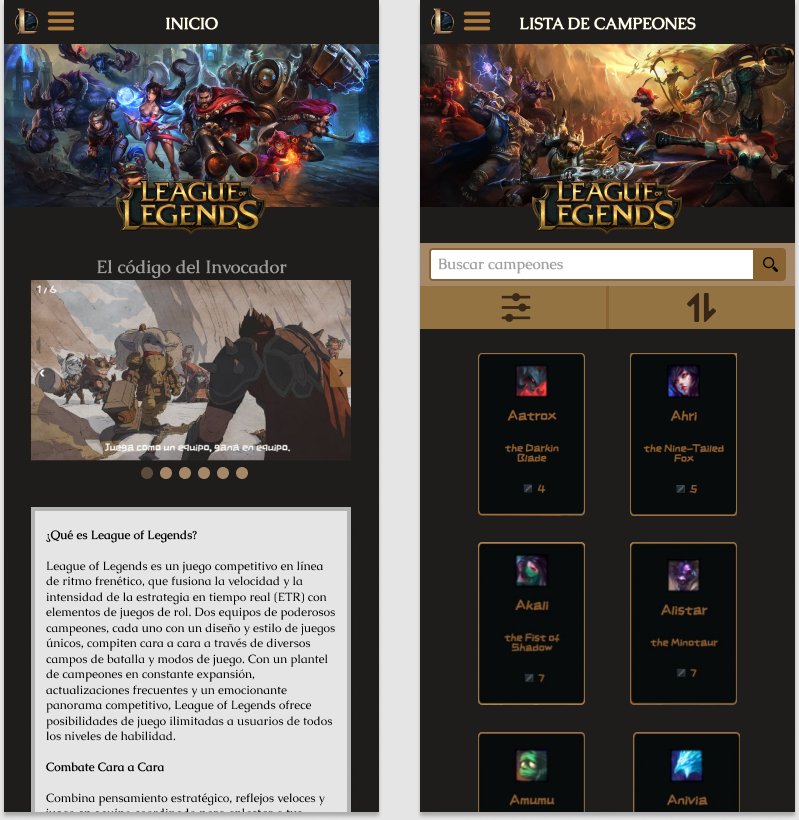 INICIO
LEAGUE OF
LEGENDS
El código del Invocador
1/6
Juega como un equipo, gana en equipo.
¿Qué es League of Legends?
League of Legends es un juego competitivo en línea
de ritmo frenético, que fusiona la velocidad y la
intensidad de la estrategia en tiempo real (ETR) con
elementos de juegos de rol. Dos equipos de poderosos
campeones, cada uno con un diseño y estilo de juegos
únicos, compiten cara a cara a través de diversos
campos de batalla y modos de juego. Con un plantel
de campeones en constante expansión,
actualizaciones frecuentes y un emocionante
panorama competitivo, League of Legends ofrece
posibilidades de juego ilimitadas a usuarios de todos
los niveles de habilidad.
Combate Cara a Cara
Combina pensamiento estratégico, reflejos veloces y
LISTA DE CAMPEONES
LEAGUE OF
LEGENDS
Buscar campeones
Aatrox
the Darkin
Blade
4
Ahri
the Nine-Tailed
Fox
5
Akali
the Fist of
Shadow
7
Alistar
the Minotaur
7
Amumu
Anivia